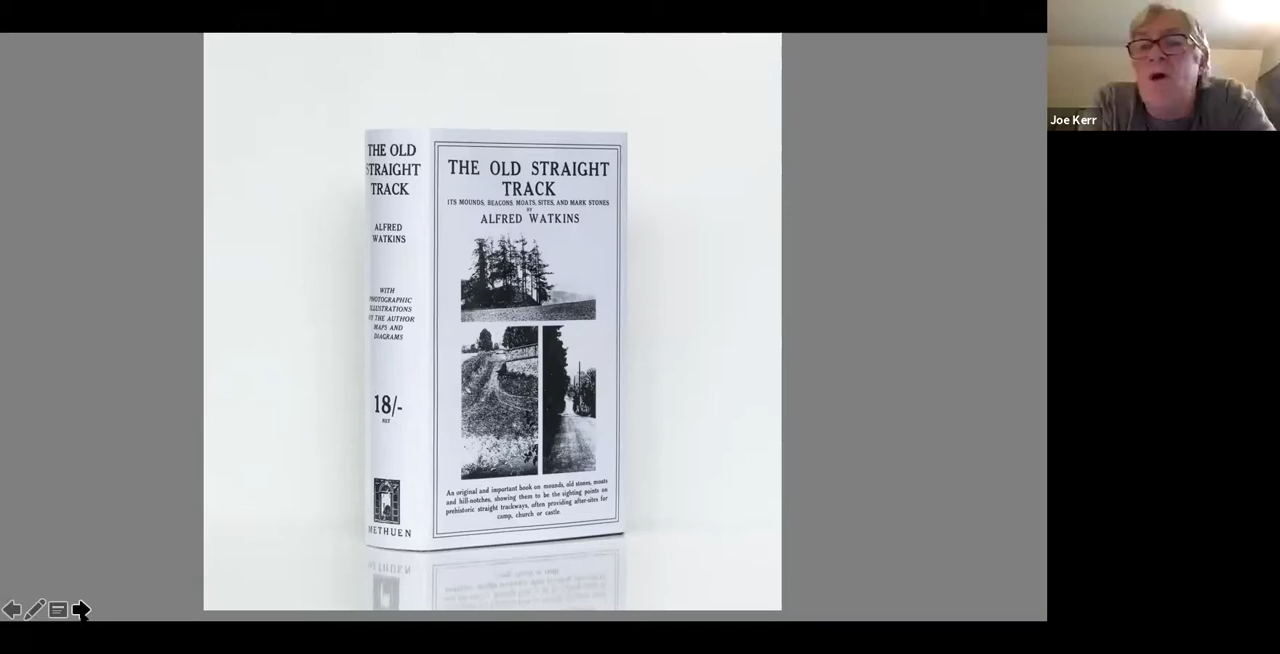 THE OLD
STRAIGHT
TRACK
ALFRED
WATKINS
WITH
PHOTOGRAPHIC
ILLUSTRATIONS
BY THE AUTHOR
MAPS AND
DIAGRAMS
18/-
NET
METHUEN
THE OLD STRAIGHT
TRACK
ITS MOUNDS, BEACONS, MOATS, SITES, AND MARK STONES
BY
ALFRED WATKINS
An original and important book on mounds, old stones, moats
and hill-notches, showing them to be the sighting points on
prehistoric straight trackways, often providing after-sites for
camp, church or castle
Joe Kerr